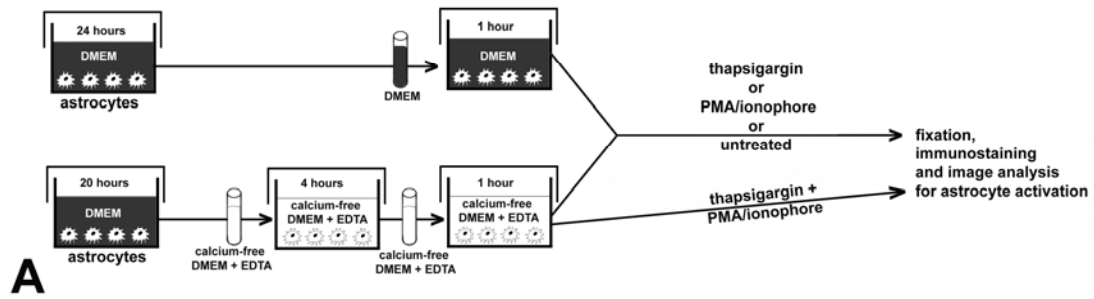 24 hours
DMEM
astrocytes
DMEM
1 hour
DMEM
thapsigargin
or
PMA/ionophore
or
untreated
fixation,
immunostaining
and image analysis
for astrocyte activation
20 hours
DMEM
astrocytes
calcium-free
DMEM + EDTA
4 hours
calcium-free
DMEM + EDTA
calcium-free
DMEM + EDTA
1 hour
calcium-free
DMEM + EDTA
thapsigargin +
PMA/ionophore
A